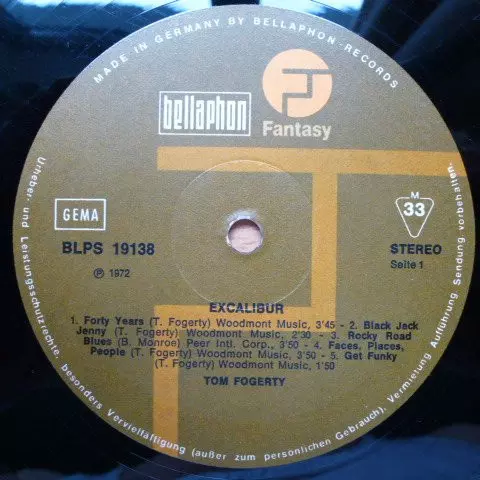 MADE IN GERMANY BY BELLAPHON RECORDS
bellaphon
Fantasy
GEMA
M
33
BLPS 19138
STEREO
Ⓟ 1972
Seite 1
EXCALIBUR
1. Forty Years (T. Fogerty) Woodmont Music, 3'45 - 2. Black Jack
Jenny (T. Fogerty) Woodmont Music, 2'30 - 3. Rocky Road
Blues (B. Monroe) Peer Intl. Corp., 3'50 - 4. Faces, Places,
People (T. Fogerty) Woodmont Music, 3'50 - 5. Get Funky
(T. Fogerty) Woodmont Music, 1'50
TOM FOGERTY
Urheber- und Leistungsschutzrechte, besonders Vervielfältigung (außer zum persönlichen Gebrauch), Vermietung Aufführung Sendung vorbehalten.